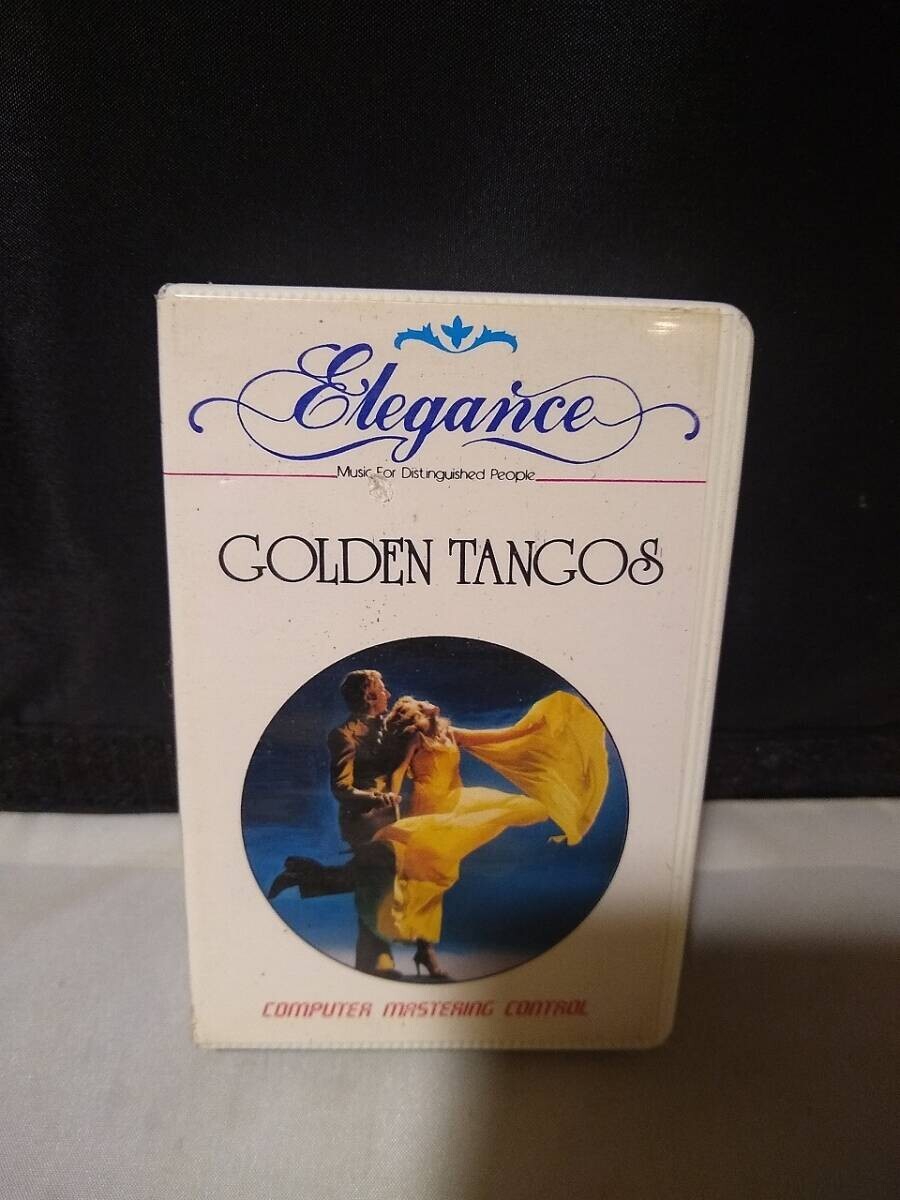 Elegance
Music For Distinguished People
GOLDEN TANGOS
COMPUTER MASTERING CONTROL